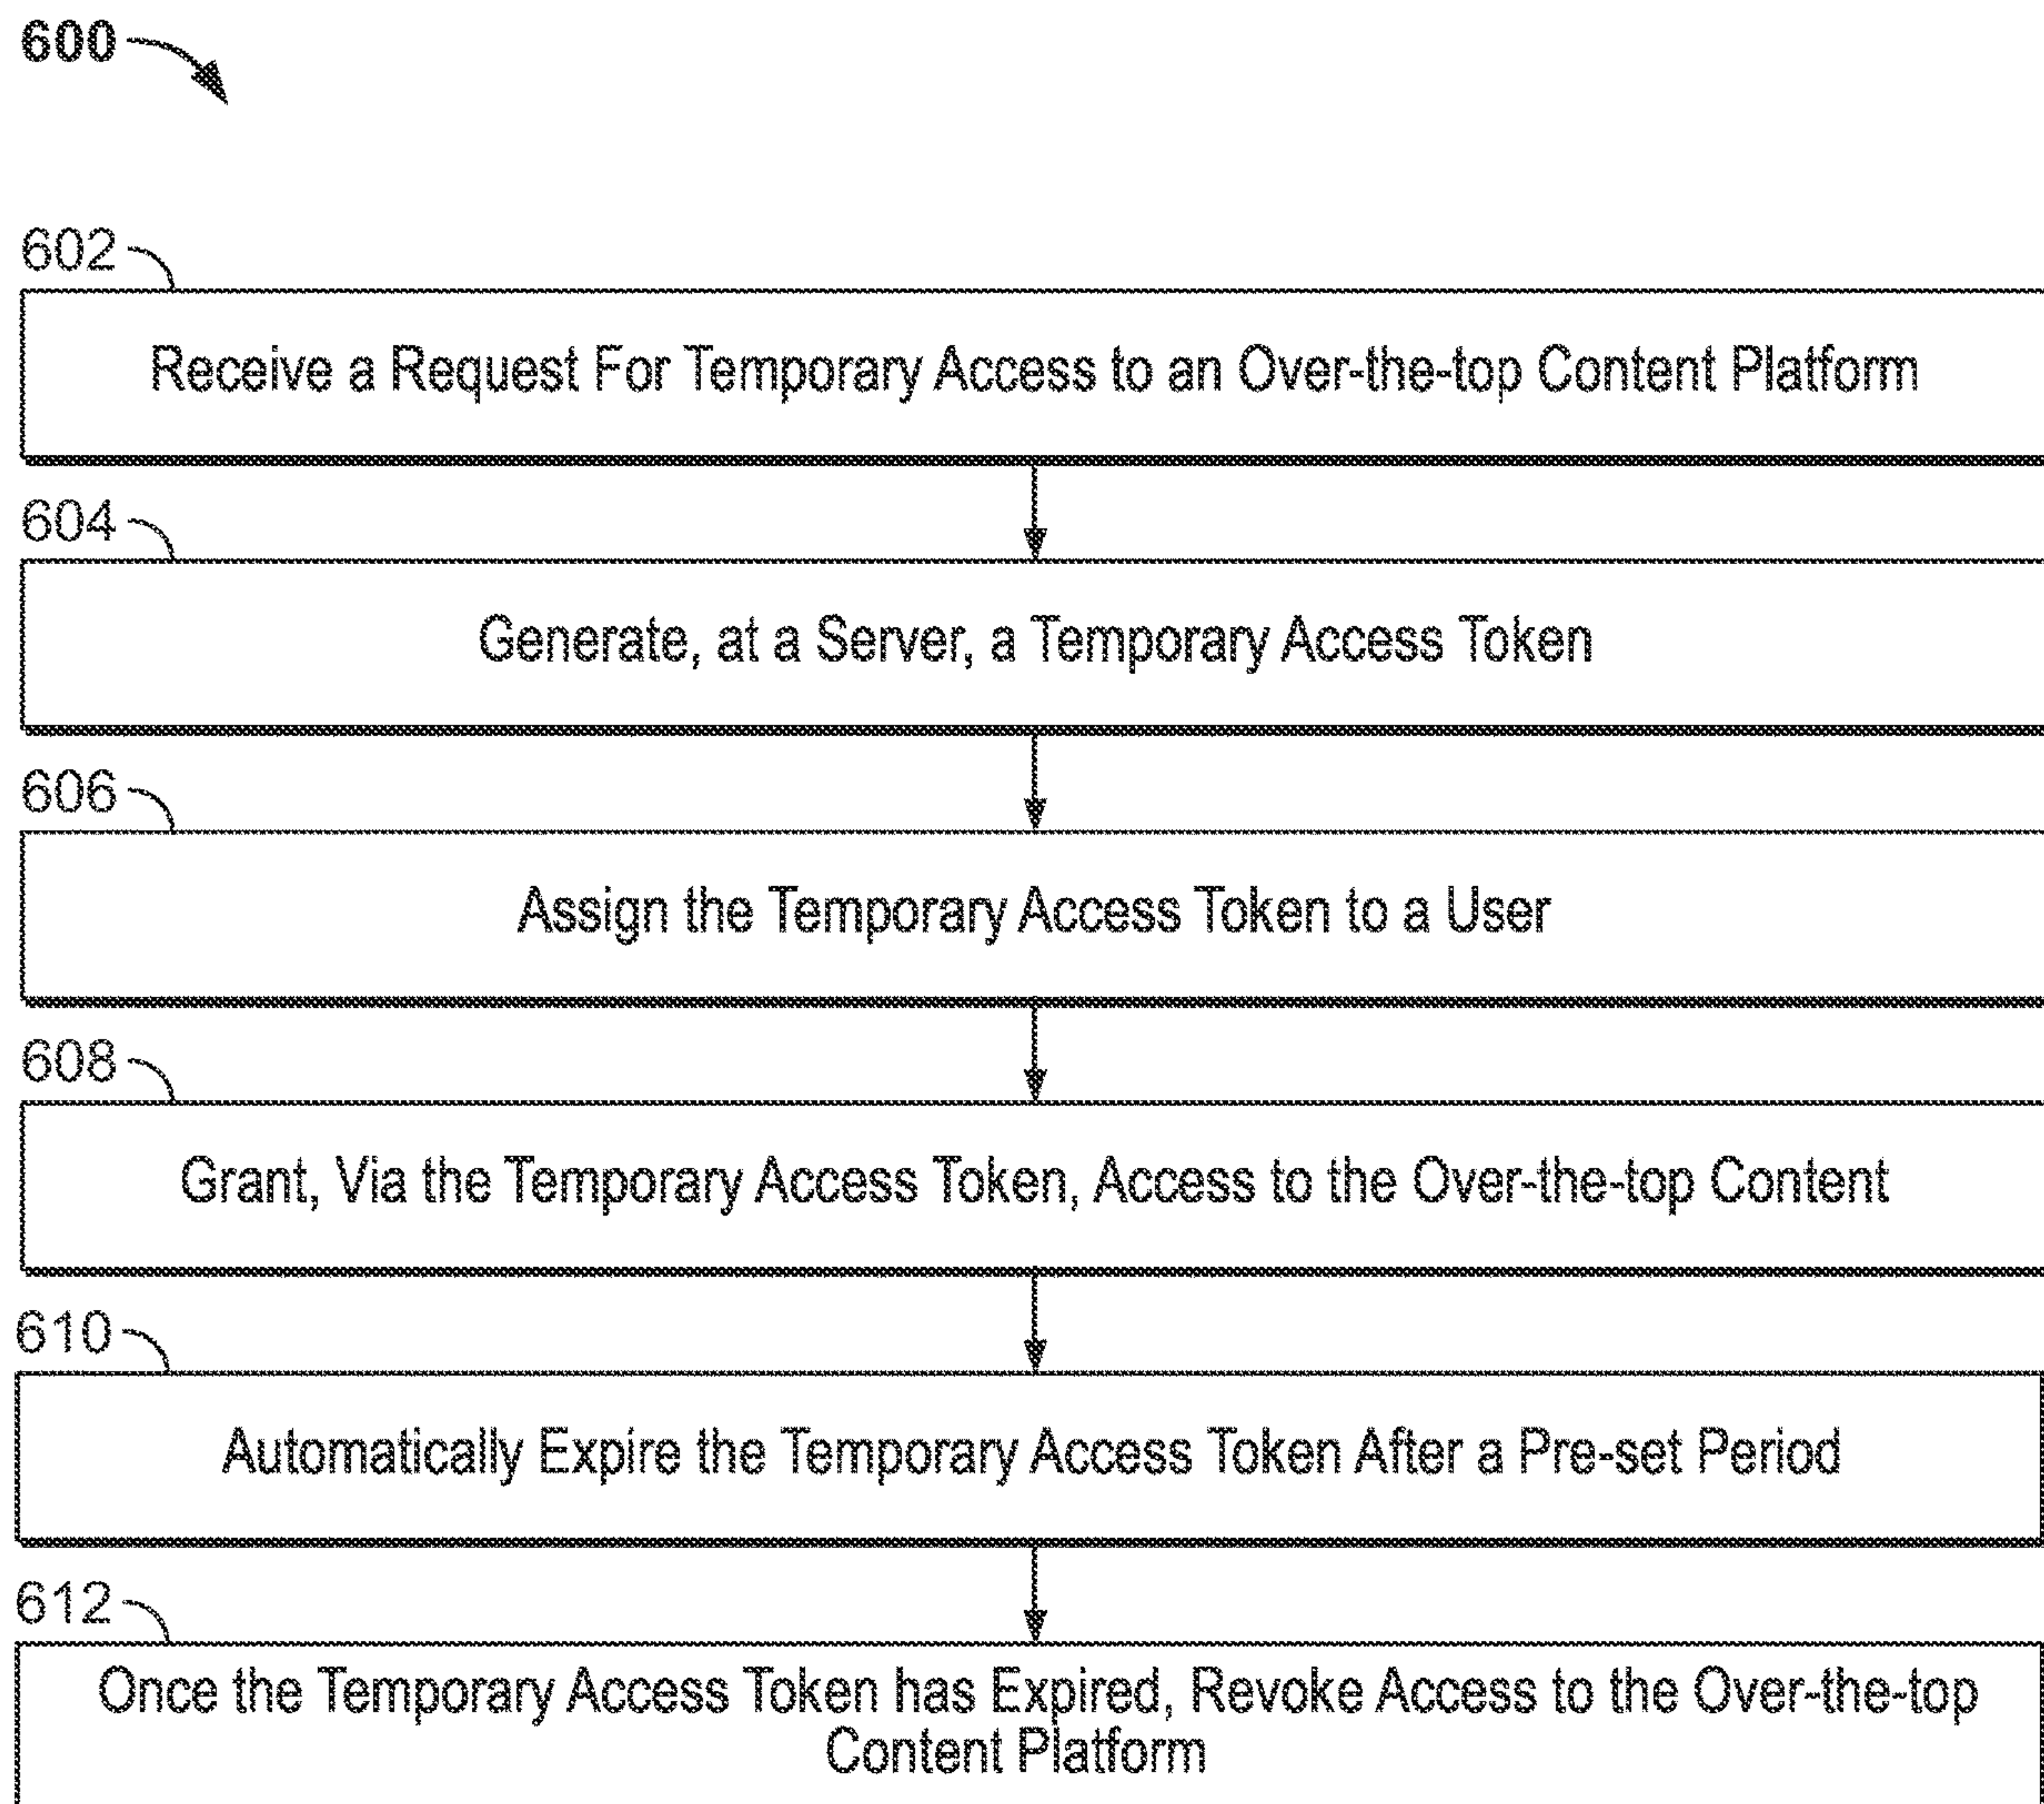 600
602
Receive a Request For Temporary Access to an Over-the-top Content Platform
604
Generate, at a Server, a Temporary Access Token
606
Assign the Temporary Access Token to a User
608
Grant, Via the Temporary Access Token, Access to the Over-the-top Content
610
Automatically Expire the Temporary Access Token After a Pre-set Period
612
Once the Temporary Access Token has Expired, Revoke Access to the Over-the-top
Content Platform